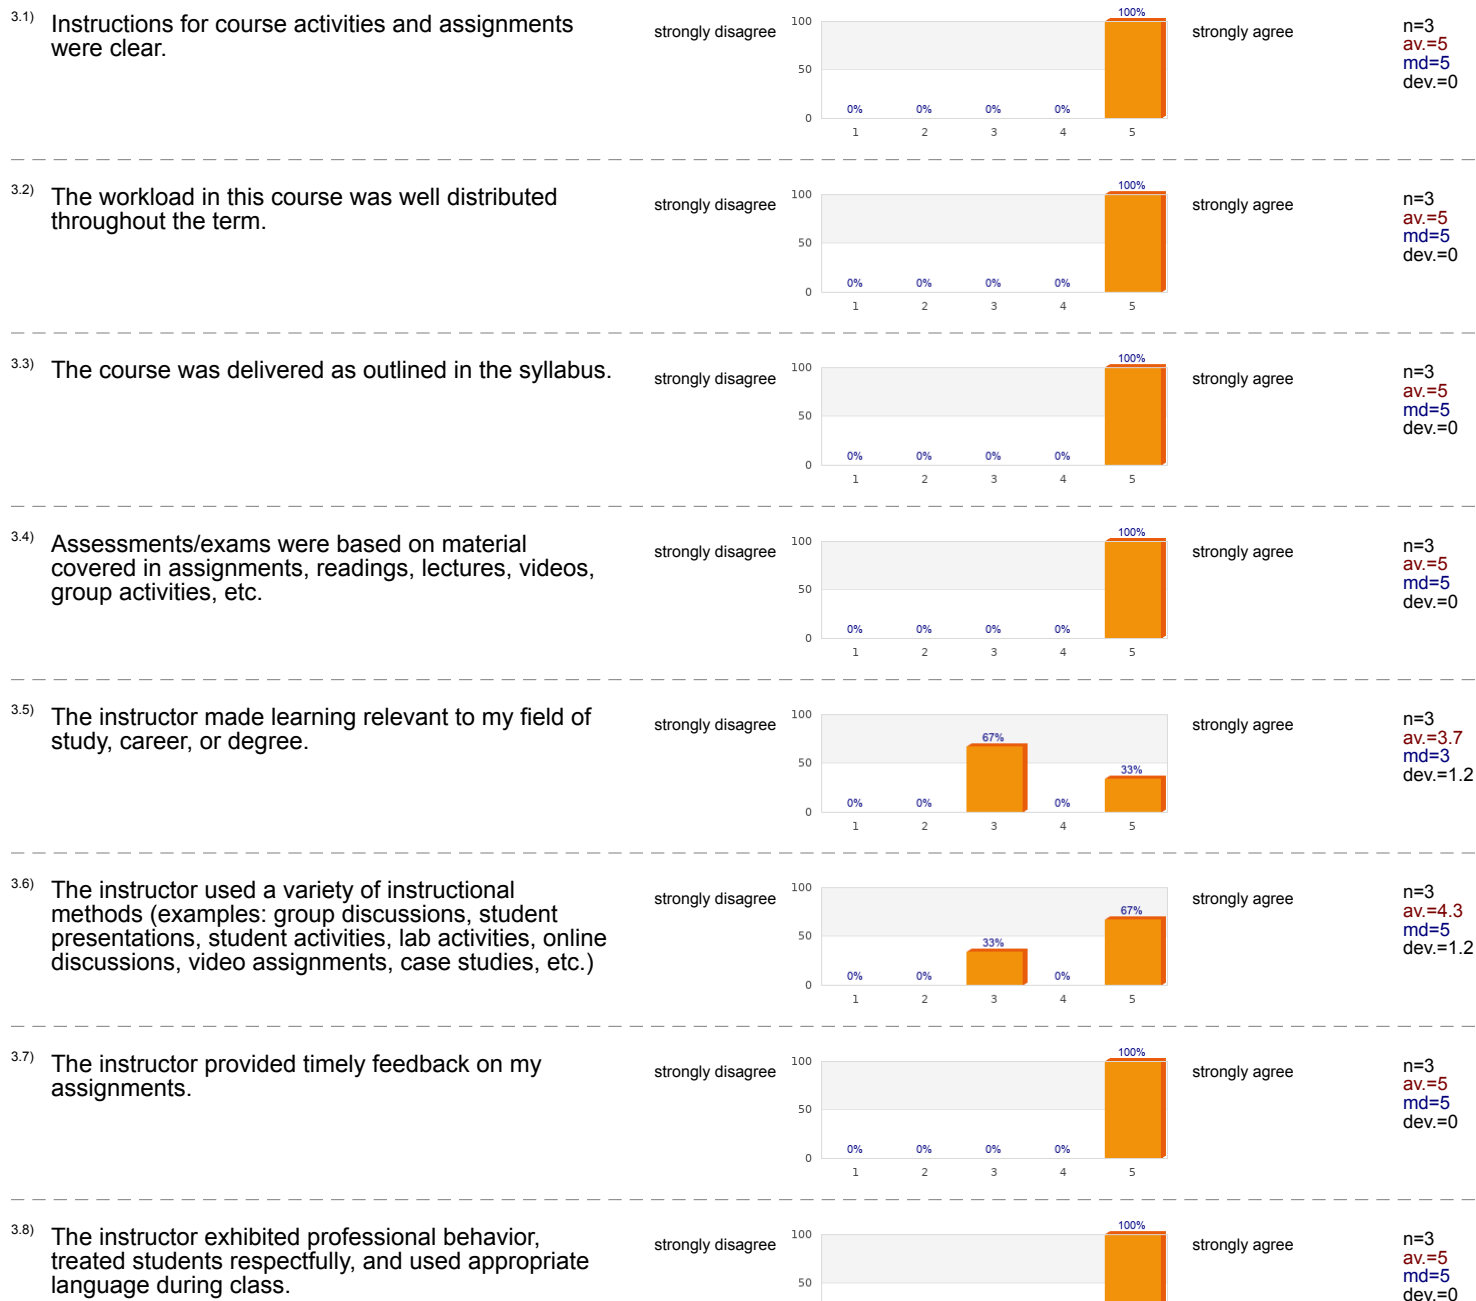 3.1) Instructions for course activities and assignments
were clear.
strongly disagree
100
50
0
0% 0% 0% 0% 100%
1 2 3 4 5
strongly agree
n=3
av.=5
md=5
dev.=0
3.2) The workload in this course was well distributed
throughout the term.
strongly disagree
100
50
0
0% 0% 0% 0% 100%
1 2 3 4 5
strongly agree
n=3
av.=5
md=5
dev.=0
3.3) The course was delivered as outlined in the syllabus.
strongly disagree
100
50
0
0% 0% 0% 0% 100%
1 2 3 4 5
strongly agree
n=3
av.=5
md=5
dev.=0
3.4) Assessments/exams were based on material
covered in assignments, readings, lectures, videos,
group activities, etc.
strongly disagree
100
50
0
0% 0% 0% 0% 100%
1 2 3 4 5
strongly agree
n=3
av.=5
md=5
dev.=0
3.5) The instructor made learning relevant to my field of
study, career, or degree.
strongly disagree
100
50
0
0% 0% 67% 0% 33%
1 2 3 4 5
strongly agree
n=3
av.=3.7
md=3
dev.=1.2
3.6) The instructor used a variety of instructional
methods (examples: group discussions, student
presentations, student activities, lab activities, online
discussions, video assignments, case studies, etc.)
strongly disagree
100
50
0
0% 0% 33% 0% 67%
1 2 3 4 5
strongly agree
n=3
av.=4.3
md=5
dev.=1.2
3.7) The instructor provided timely feedback on my
assignments.
strongly disagree
100
50
0
0% 0% 0% 0% 100%
1 2 3 4 5
strongly agree
n=3
av.=5
md=5
dev.=0
3.8) The instructor exhibited professional behavior,
treated students respectfully, and used appropriate
language during class.
strongly disagree
100
50
100%
strongly agree
n=3
av.=5
md=5
dev.=0